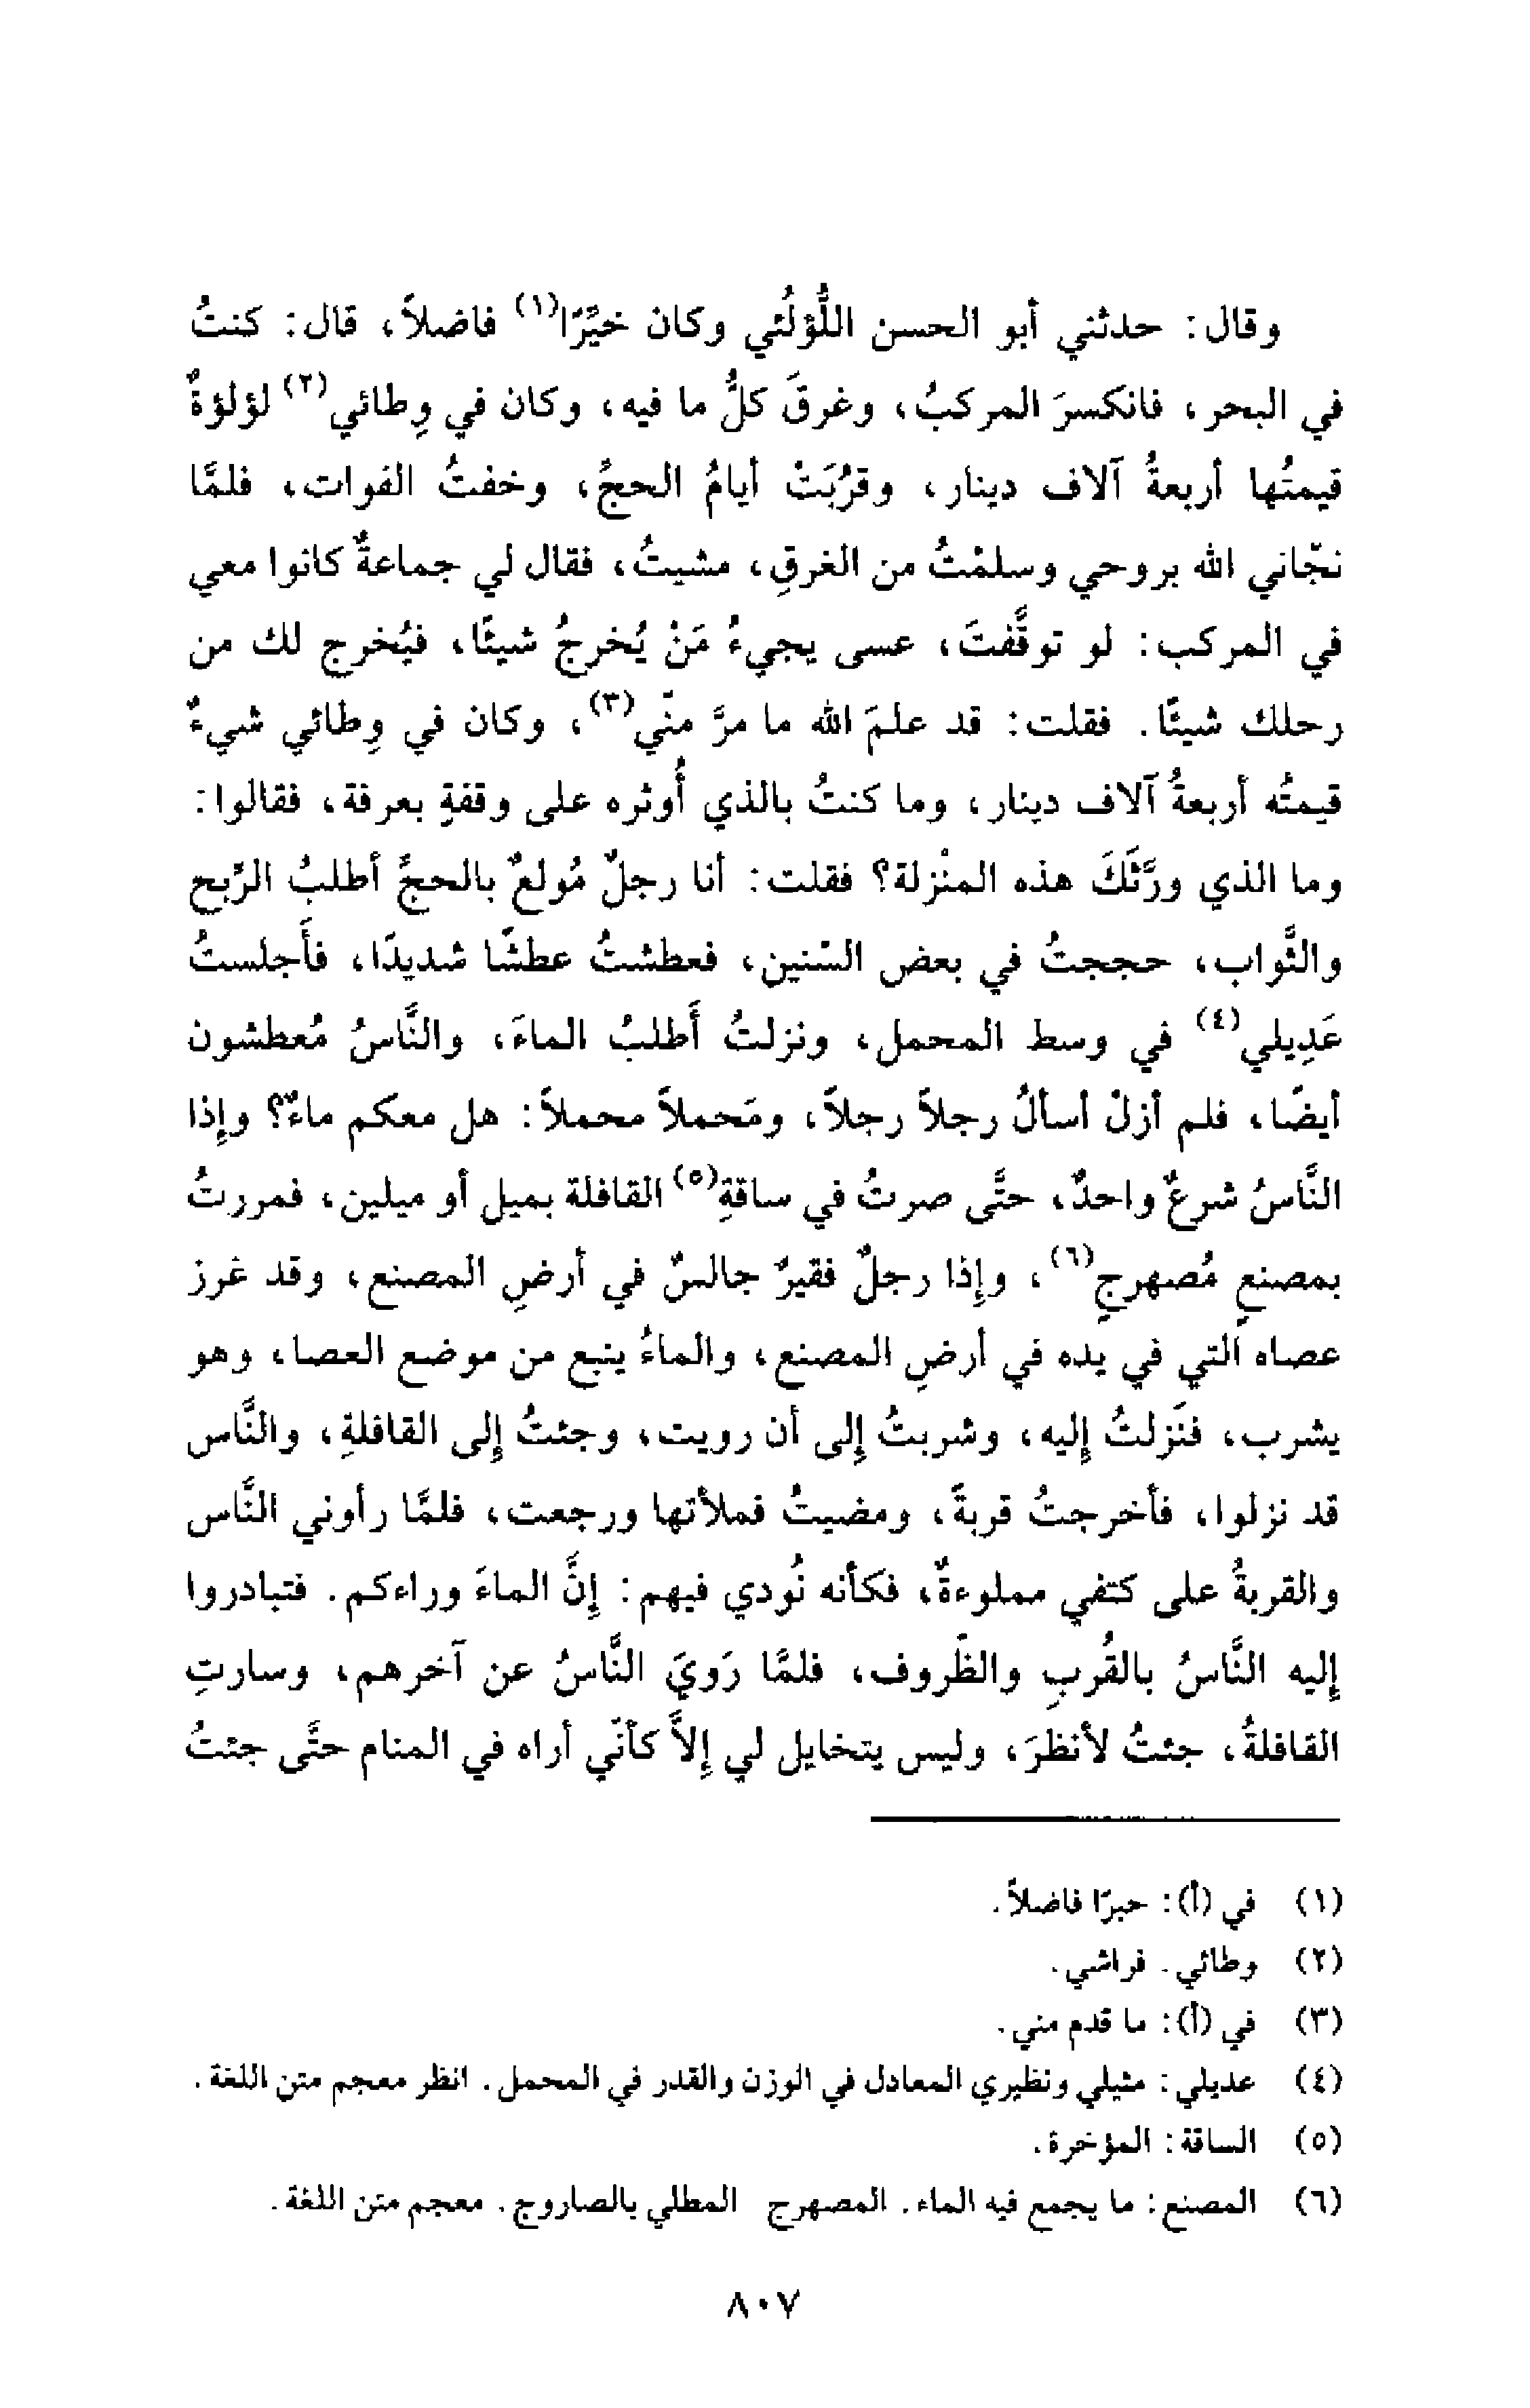 وقال: حدثني أبو الحسن اللُّؤلُئي وكان خيِّرًا(١) فاضلاً، قال: كنتُ
في البحر، فانكسرَ المركبُ، وغرقَ كلُّ ما فيه، وكان في وِطائي(٢) لؤلؤةٌ
قيمتُها أربعةُ آلاف دينار، وقرُبَتْ أيامُ الحجِّ، وخفتُ الفوات، فلمَّا
نجّاني الله بروحي وسلمْتُ من الغرقِ، مشيتُ، فقال لي جماعةٌ كانوا معي
في المركب: لو توقَّفتَ، عسى يجيءُ مَنْ يُخرجُ شيئًا، فيُخرج لك من
رحلك شيئًا. فقلت: قد علمَ الله ما مرَّ منّي(٣)، وكان في وِطائي شيءٌ
قيمتُه أربعةُ آلاف دينار، وما كنتُ بالذي أُوثره على وقفةٍ بعرفة، فقالوا:
وما الذي ورَّثَكَ هذه المنْزلة؟ فقلت: أنا رجلٌ مُولعٌ بالحجِّ أطلبُ الرّبح
والثَّواب، حججتُ في بعض السّنين، فعطشتُ عطشًا شديدًا، فأَجلستُ
عَدِيلي(٤) في وسط المحمل، ونزلتُ أَطلبُ الماءَ، والنَّاسُ مُعطشون
أيضًا، فلم أزلْ أسألُ رجلاً رجلاً، ومَحملاً محملاً: هل معكم ماءٌ؟ وإذا
النَّاسُ شرعٌ واحدٌ، حتَّى صرتُ في ساقةِ(٥) القافلة بميل أو ميلين، فمررتُ
بمصنعٍ مُصهرجٍ(٦)، وإذا رجلٌ فقيرٌ جالسٌ في أرضِ المصنع، وقد غرز
عصاه التي في يده في أرضِ المصنع، والماءُ ينبع من موضع العصا، وهو
يشرب، فنَزلتُ إليه، وشربتُ إلى أن رويت، وجئتُ إلى القافلةِ، والنَّاس
قد نزلوا، فأخرجتُ قربةً، ومضيتُ فملأتها ورجعت، فلمَّا رأوني النَّاس
والقربةُ على كتفي مملوءةٌ، فكأنه نُودي فيهم: إنَّ الماءَ وراءكم. فتبادروا
إليه النَّاسُ بالقُربِ والظّروف، فلمَّا رَويَ النَّاسُ عن آخرهم، وسارتِ
القافلةُ، جئتُ لأنظرَ، وليس يتخايل لي إلاَّ كأنّي أراه في المنام حتَّى جئتُ
(١) في (أ): حبرًا فاضلاً.
(٢) وطائي. فراشي.
(٣) في (أ): ما قدم مني.
(٤) عديلي: مثيلي ونظيري المعادل في الوزن والقدر في المحمل. انظر معجم متن اللغة.
(٥) الساقة: المؤخرة.
(٦) المصنع: ما يجمع فيه الماء. المصهرج المطلي بالصاروج. معجم متن اللغة.
٨٠٧